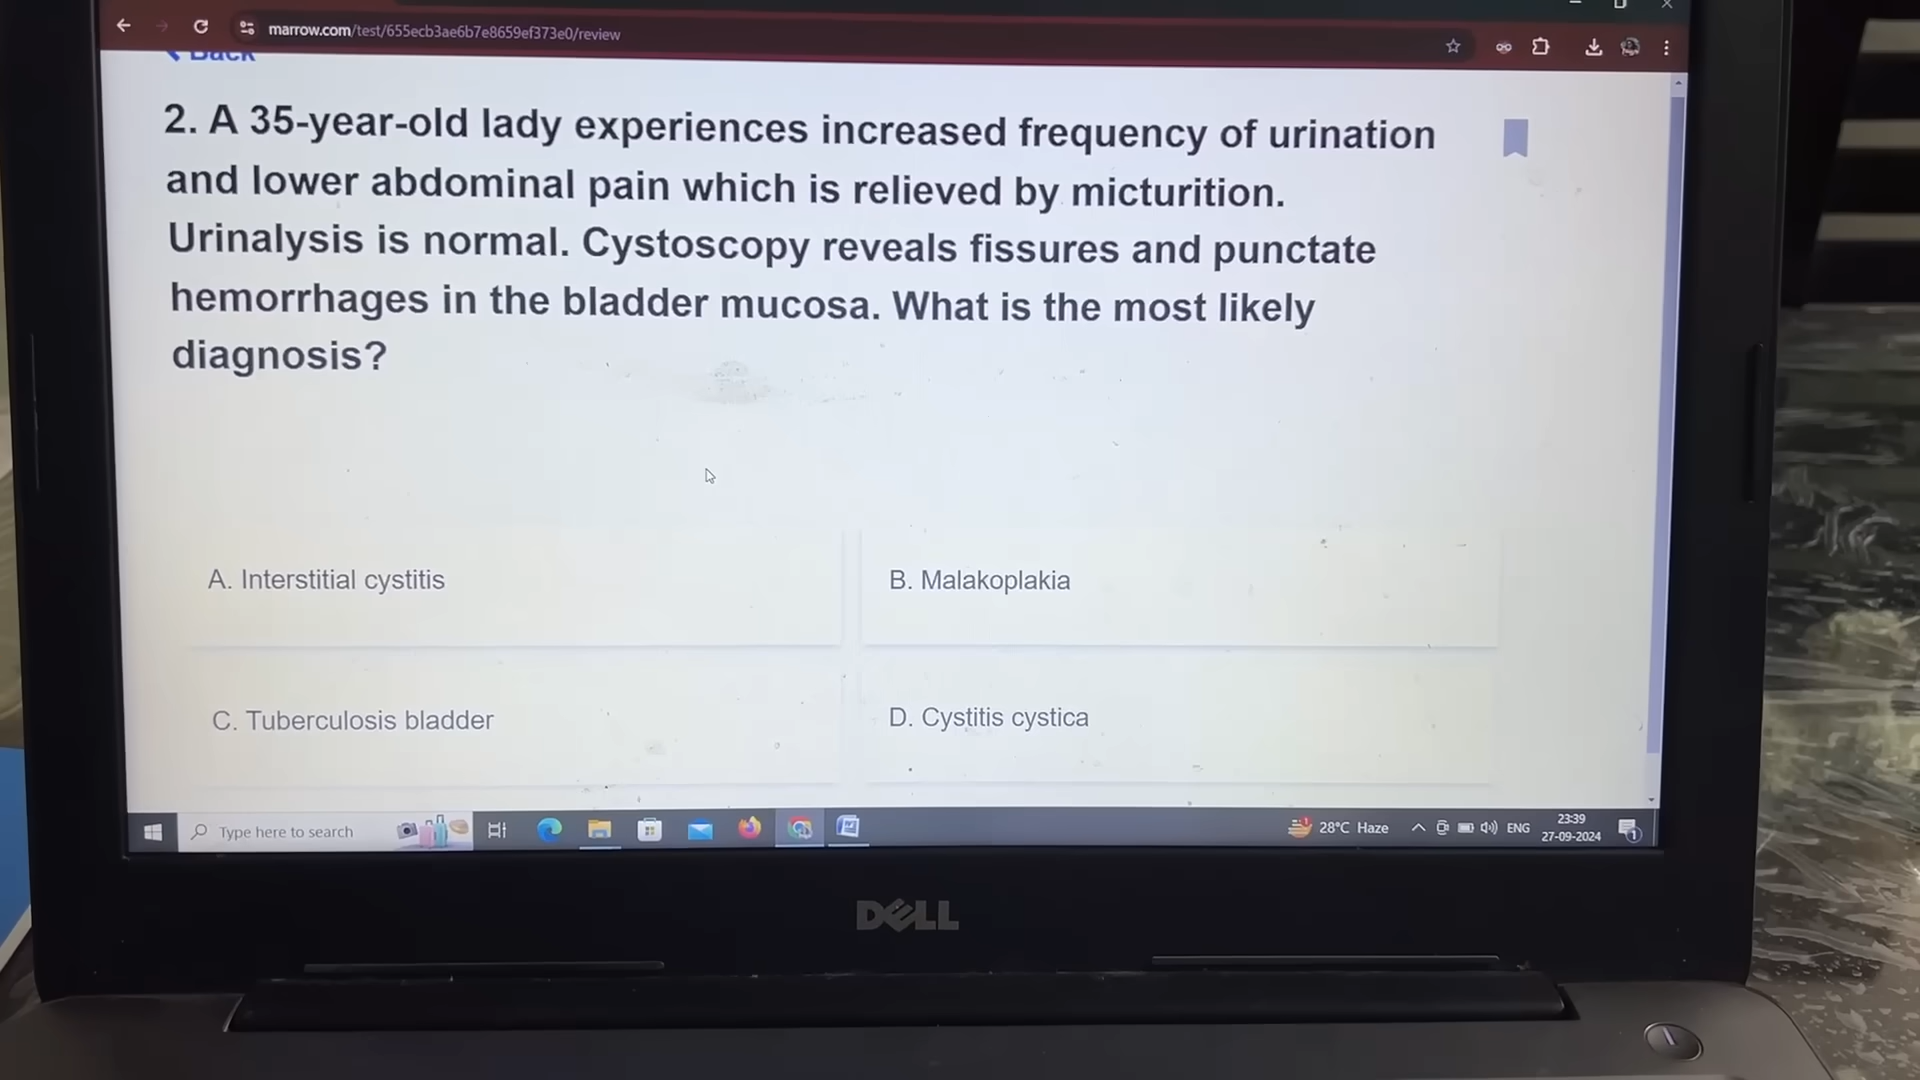 marrow.com/test/655ecb3ae6b7e8659ef373e0/review
Back
2. A 35-year-old lady experiences increased frequency of urination
and lower abdominal pain which is relieved by micturition.
Urinalysis is normal. Cystoscopy reveals fissures and punctate
hemorrhages in the bladder mucosa. What is the most likely
diagnosis?
A. Interstitial cystitis
B. Malakoplakia
C. Tuberculosis bladder
D. Cystitis cystica
Type here to search
28°C Haze
ENG
23:39
27-09-2024
1
DELL